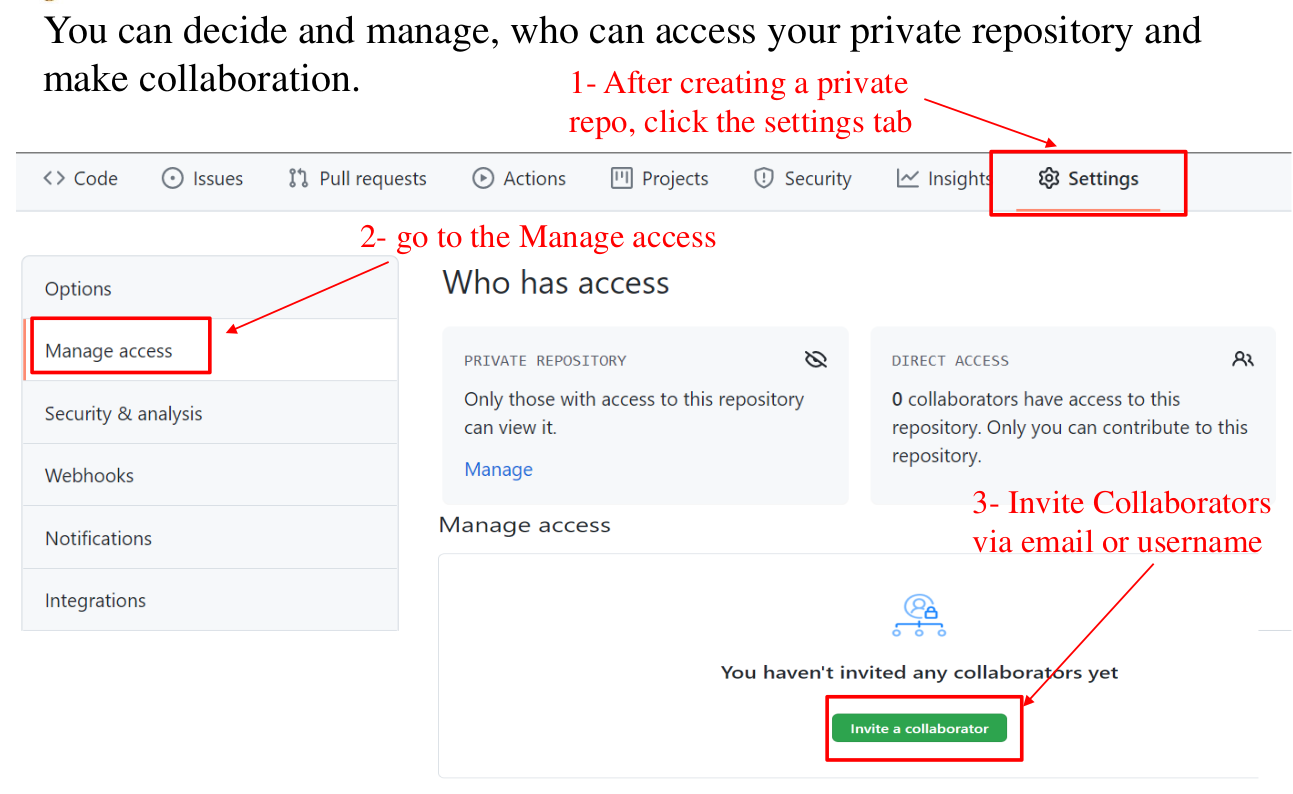 You can decide and manage, who can access your private repository and
make collaboration.
1- After creating a private
repo, click the settings tab
Code Issues Pull requests Actions Projects Security Insights Settings
2- go to the Manage access
Options
Manage access
Security & analysis
Webhooks
Notifications
Integrations
Who has access
PRIVATE REPOSITORY
Only those with access to this repository
can view it.
Manage
DIRECT ACCESS
0 collaborators have access to this
repository. Only you can contribute to this
repository.
3- Invite Collaborators
via email or username
Manage access
You haven't invited any collaborators yet
Invite a collaborator